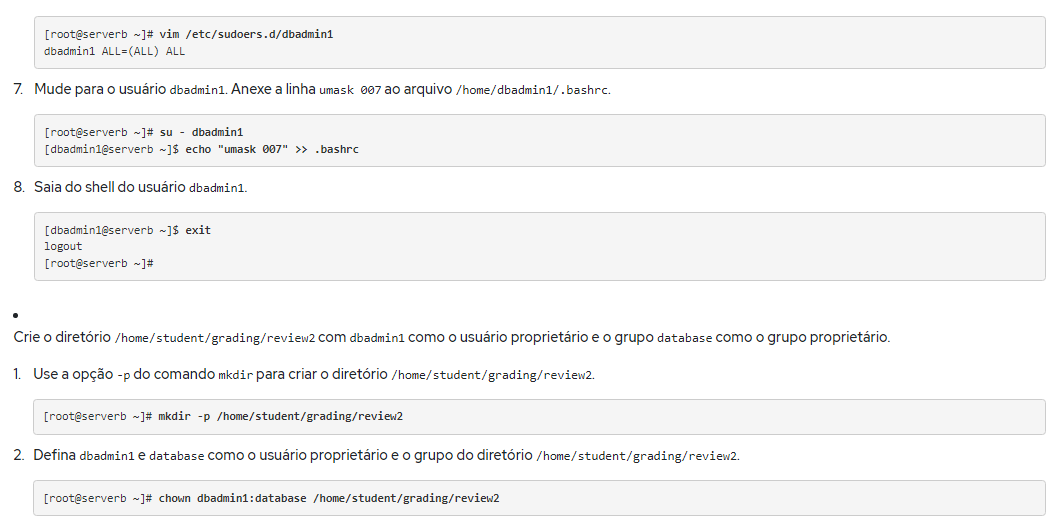 [root@serverb ~]# vim /etc/sudoers.d/dbadmin1
dbadmin1 ALL=(ALL) ALL
7. Mude para o usuário dbadmin1. Anexe a linha umask 007 ao arquivo /home/dbadmin1/.bashrc.
[root@serverb ~]# su - dbadmin1
[dbadmin1@serverb ~]$ echo "umask 007" >> .bashrc
8. Saia do shell do usuário dbadmin1.
[dbadmin1@serverb ~]$ exit
logout
[root@serverb ~]#
•
Crie o diretório /home/student/grading/review2 com dbadmin1 como o usuário proprietário e o grupo database como o grupo proprietário.
1. Use a opção -p do comando mkdir para criar o diretório /home/student/grading/review2.
[root@serverb ~]# mkdir -p /home/student/grading/review2
2. Defina dbadmin1 e database como o usuário proprietário e o grupo do diretório /home/student/grading/review2.
[root@serverb ~]# chown dbadmin1:database /home/student/grading/review2